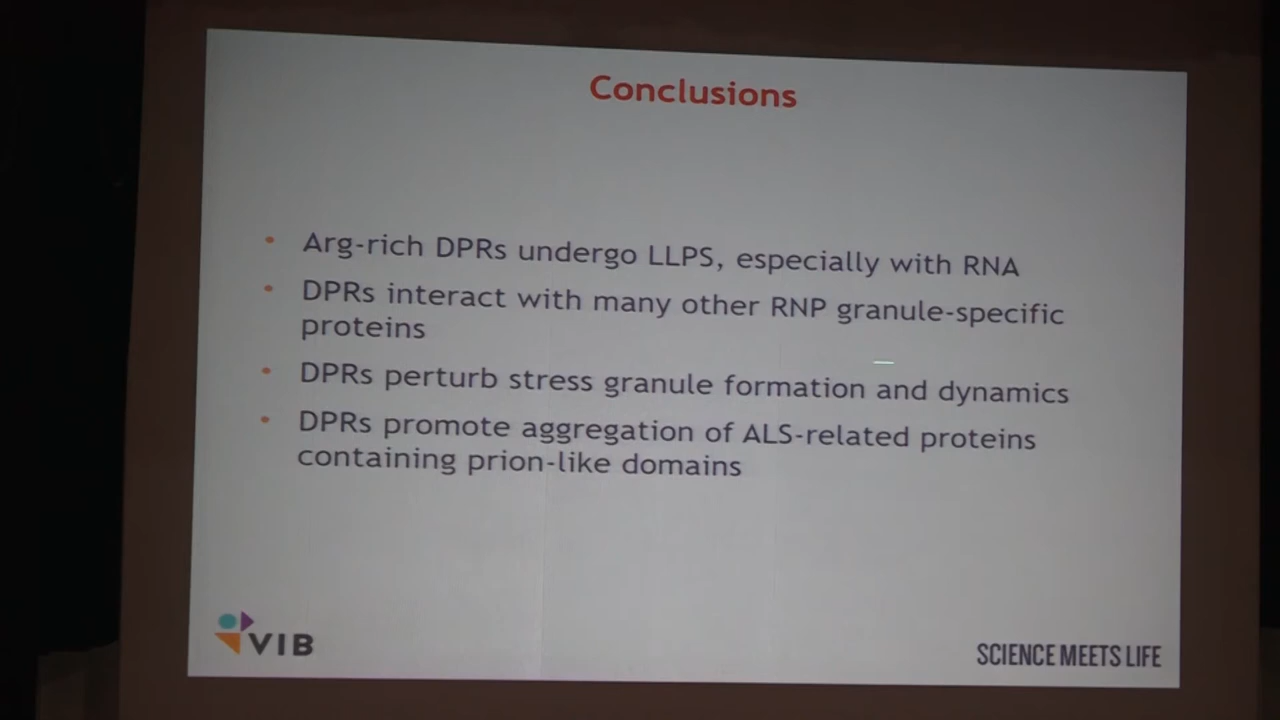 Conclusions
• Arg-rich DPRs undergo LLPS, especially with RNA
• DPRs interact with many other RNP granule-specific
proteins
• DPRs perturb stress granule formation and dynamics
• DPRs promote aggregation of ALS-related proteins
containing prion-like domains
VIB
SCIENCE MEETS LIFE